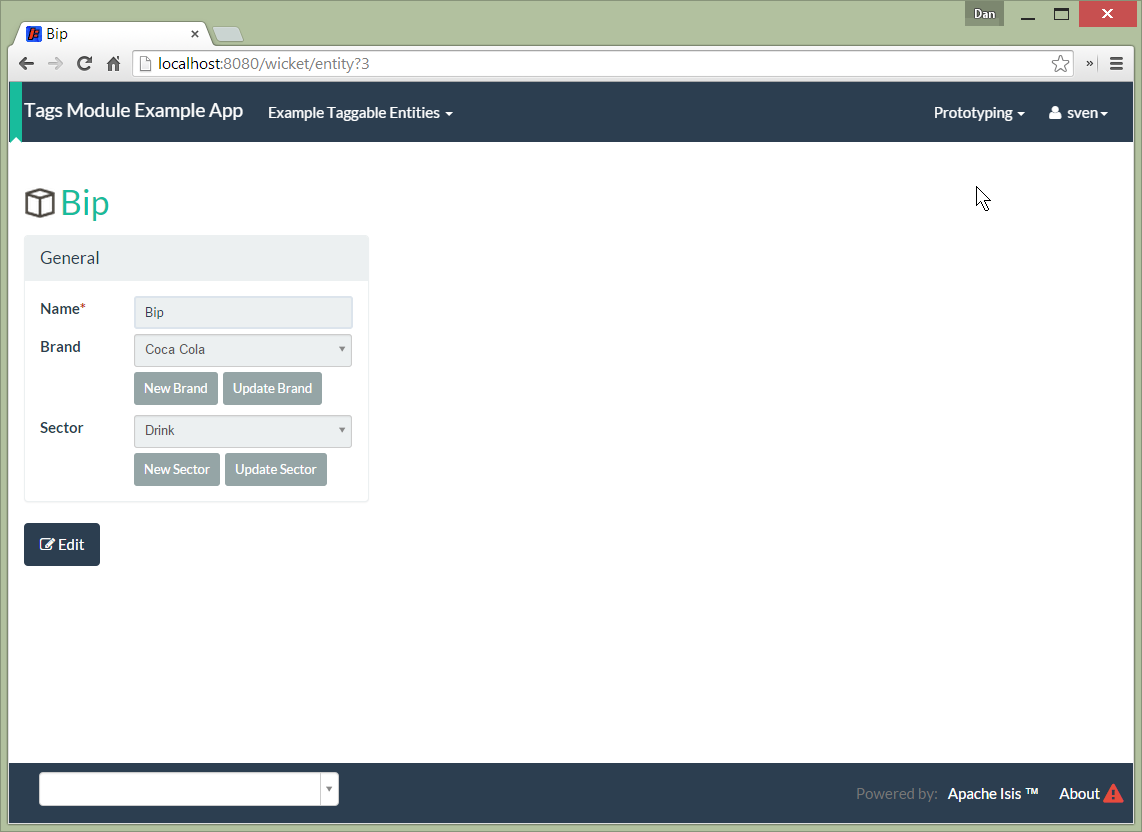 Dan
Bip
localhost:8080/wicket/entity?3
Tags Module Example App Example Taggable Entities Prototyping sven
Bip
General
Name* Bip
Brand Coca Cola
New Brand Update Brand
Sector Drink
New Sector Update Sector
Edit
Powered by: Apache Isis ™ About